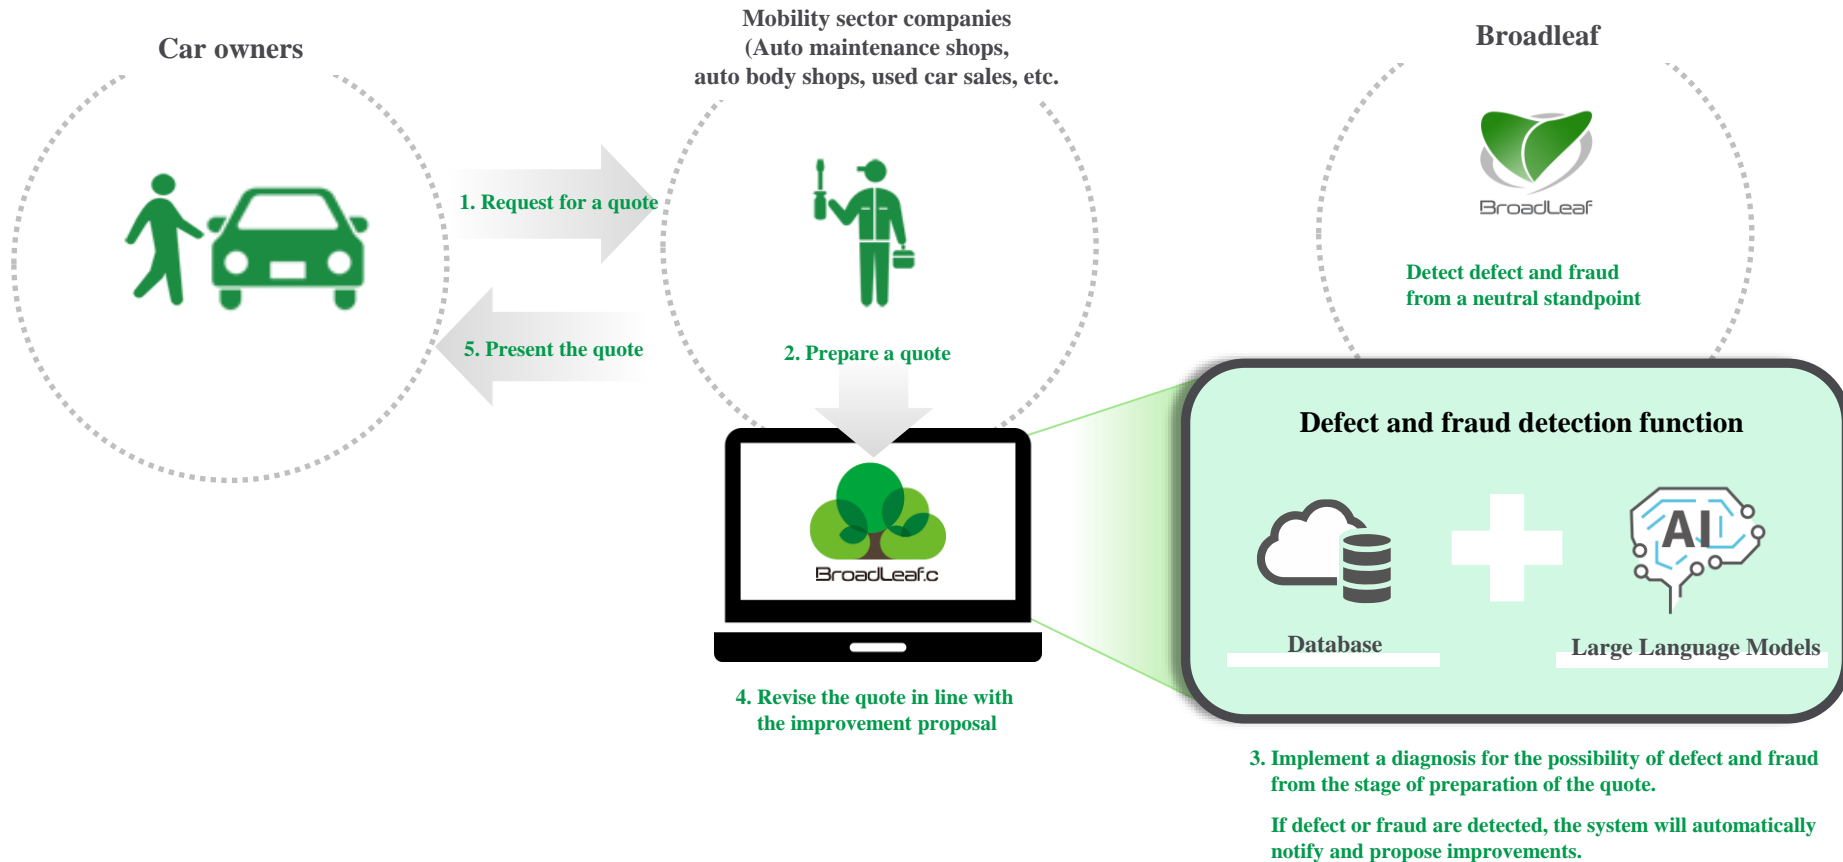 Car owners
Mobility sector companies
(Auto maintenance shops,
auto body shops, used car sales, etc.
Broadleaf
1. Request for a quote
5. Present the quote
2. Prepare a quote
BroadLeaf
Detect defect and fraud
from a neutral standpoint
BroadLeaf.c
4. Revise the quote in line with
the improvement proposal
Defect and fraud detection function
AI
Database
Large Language Models
3. Implement a diagnosis for the possibility of defect and fraud
from the stage of preparation of the quote.
If defect or fraud are detected, the system will automatically
notify and propose improvements.